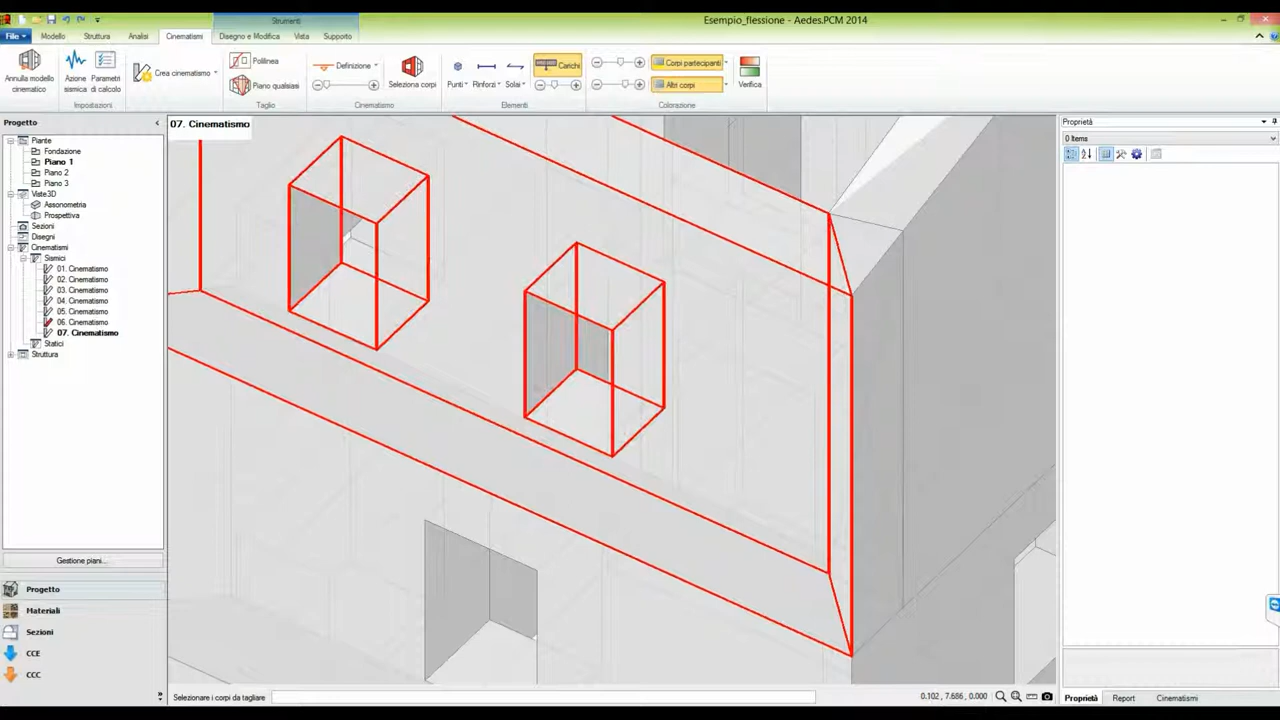 Strumenti
Esempio_flessione - Aedes.PCM 2014
File
Modello
Struttura
Analisi
Cinematismi
Disegno e Modifica
Vista
Supporto
Annulla modello cinematico
Azione sismica
Parametri di calcolo
Impostazioni
Crea cinematismo
Polilinea
Piano qualsiasi
Taglio
Definizione
Seleziona corpi
Cinematismo
Punti
Rinforzi
Solai
Carichi
Elementi
Corpi partecipanti
Altri corpi
Colorazione
Verifica
Progetto
Piante
Fondazione
Piano 1
Piano 2
Piano 3
Viste3D
Assonometria
Prospettiva
Sezioni
Disegni
Cinematismi
Sismici
01. Cinematismo
02. Cinematismo
03. Cinematismo
04. Cinematismo
05. Cinematismo
06. Cinematismo
07. Cinematismo
Statici
Struttura
Gestione piani...
Progetto
Materiali
Sezioni
CCE
CCC
07. Cinematismo
Selezionare i corpi da tagliare
0.102 , 7.686 , 0.000
Proprietà
0 Items
Proprietà
Report
Cinematismi